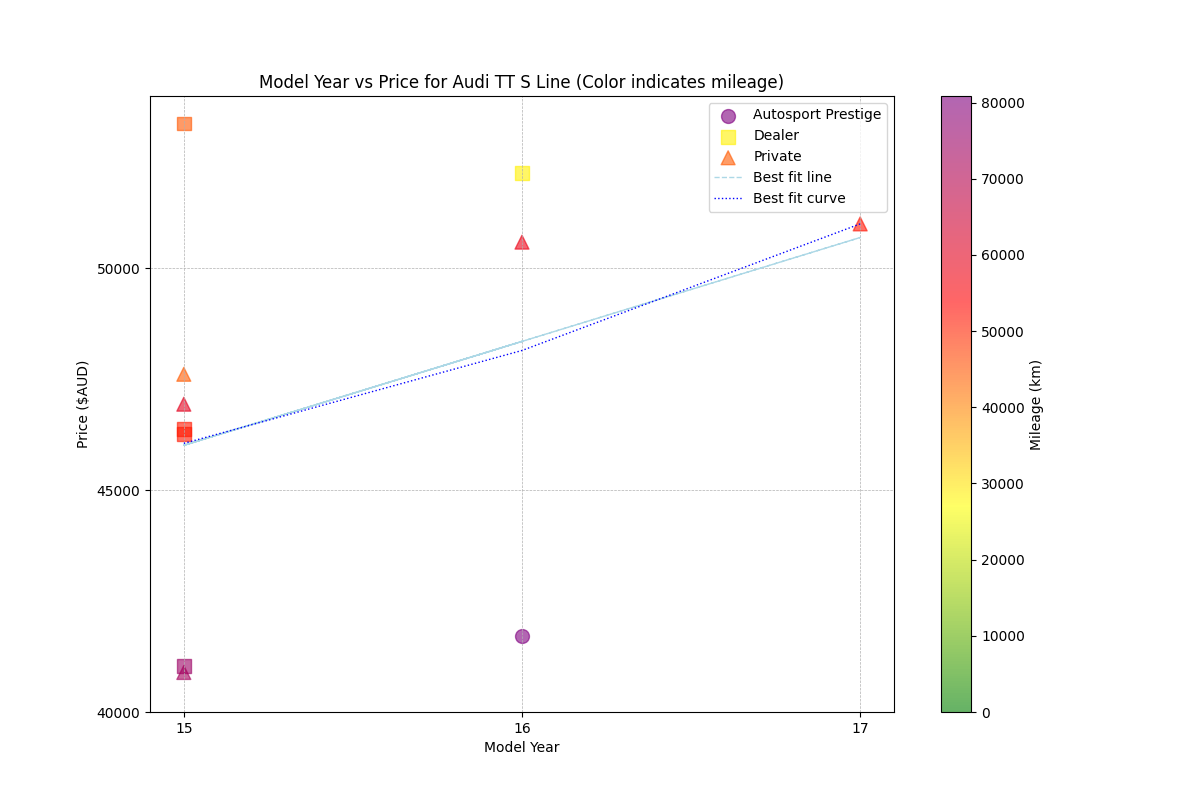 Model Year vs Price for Audi TT S Line (Color indicates mileage)
Autosport Prestige
Dealer
Private
Best fit line
Best fit curve
50000
45000
40000
Price ($AUD)
15
16
17
Model Year
80000
70000
60000
50000
40000
30000
20000
10000
0
Mileage (km)